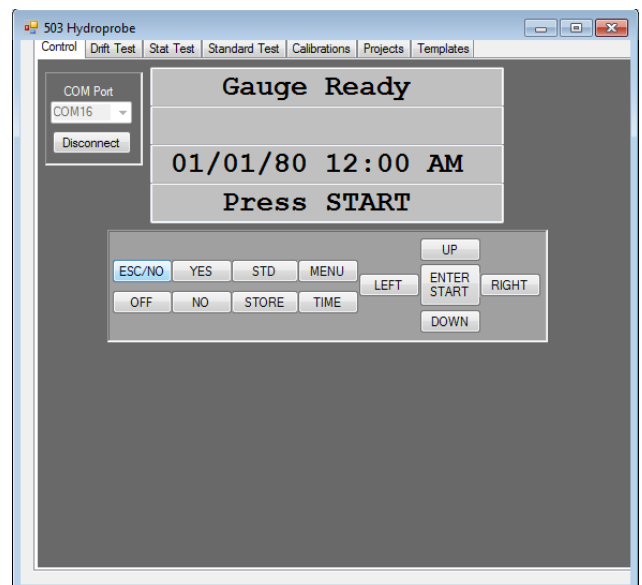 503 Hydroprobe
Control Drift Test Stat Test Standard Test Calibrations Projects Templates
COM Port
COM16
Disconnect
Gauge Ready
01/01/80 12:00 AM
Press START
ESC/NO YES STD MENU
OFF NO STORE TIME
LEFT
UP
ENTER
START
DOWN
RIGHT